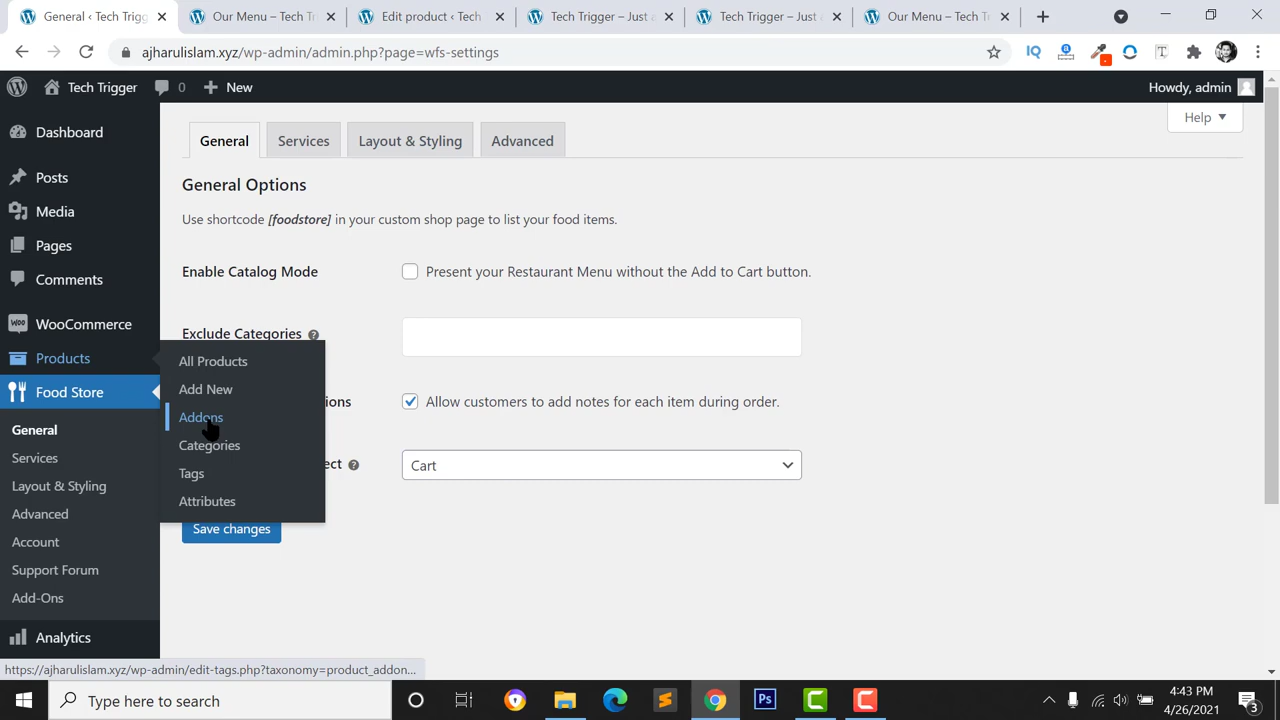 General ‹ Tech Trigger
Our Menu – Tech T
Edit product ‹ Tech
Tech Trigger – Just a
Tech Trigger – Just a
Our Menu – Tech T
ajharulislam.xyz/wp-admin/admin.php?page=wfs-settings
Tech Trigger
0
New
Howdy, admin
Help
Dashboard
Posts
Media
Pages
Comments
WooCommerce
Products
Food Store
General
Services
Layout & Styling
Advanced
Account
Support Forum
Add-Ons
Analytics
All Products
Add New
Addons
Categories
Tags
Attributes
General
Services
Layout & Styling
Advanced
General Options
Use shortcode [foodstore] in your custom shop page to list your food items.
Enable Catalog Mode
Present your Restaurant Menu without the Add to Cart button.
Exclude Categories
Allow customers to add notes for each item during order.
Cart
Save changes
https://ajharulislam.xyz/wp-admin/edit-tags.php?taxonomy=product_addon...
Type here to search
4:43 PM
4/26/2021
3